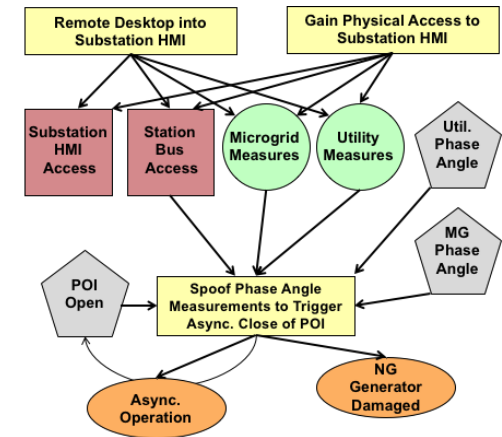 Remote Desktop into
Substation HMI
Gain Physical Access to
Substation HMI
Substation
HMI
Access
Station
Bus
Access
Microgrid
Measures
Utility
Measures
Util.
Phase
Angle
MG
Phase
Angle
POI
Open
Spoof Phase Angle
Measurements to Trigger
Async. Close of POI
Async.
Operation
NG
Generator
Damaged